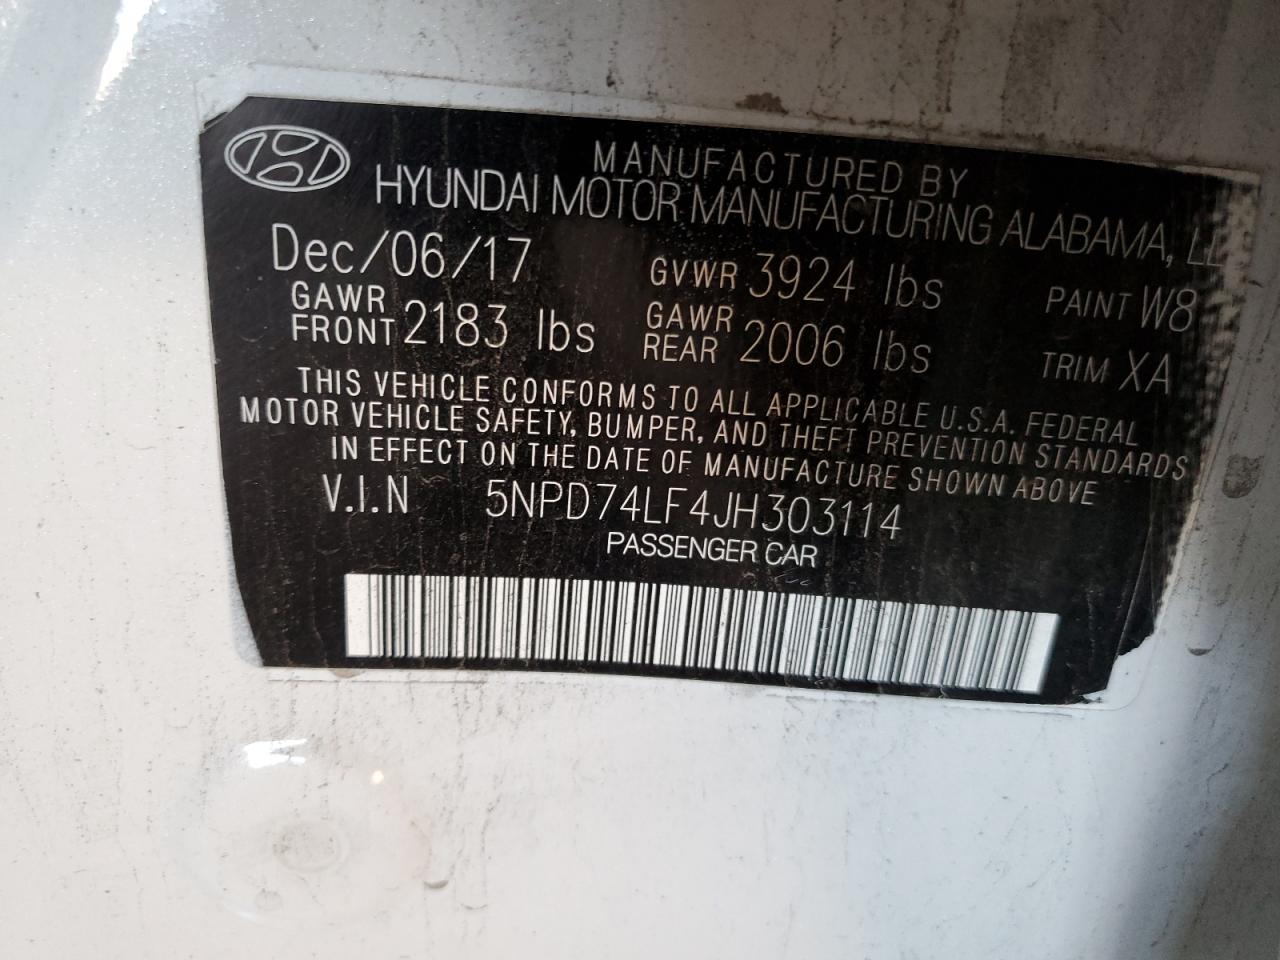 MANUFACTURED BY
HYUNDAI MOTOR MANUFACTURING ALABAMA,
Dec/06/17 GVWR 3924 lbs PAINT W8
GAWR FRONT 2183 lbs GAWR REAR 2006 lbs TRIM XA
THIS VEHICLE CONFORMS TO ALL APPLICABLE U.S.A. FEDERAL
MOTOR VEHICLE SAFETY, BUMPER, AND THEFT PREVENTION STANDARDS
IN EFFECT ON THE DATE OF MANUFACTURE SHOWN ABOVE
V.I.N 5NPD74LF4JH303114
PASSENGER CAR